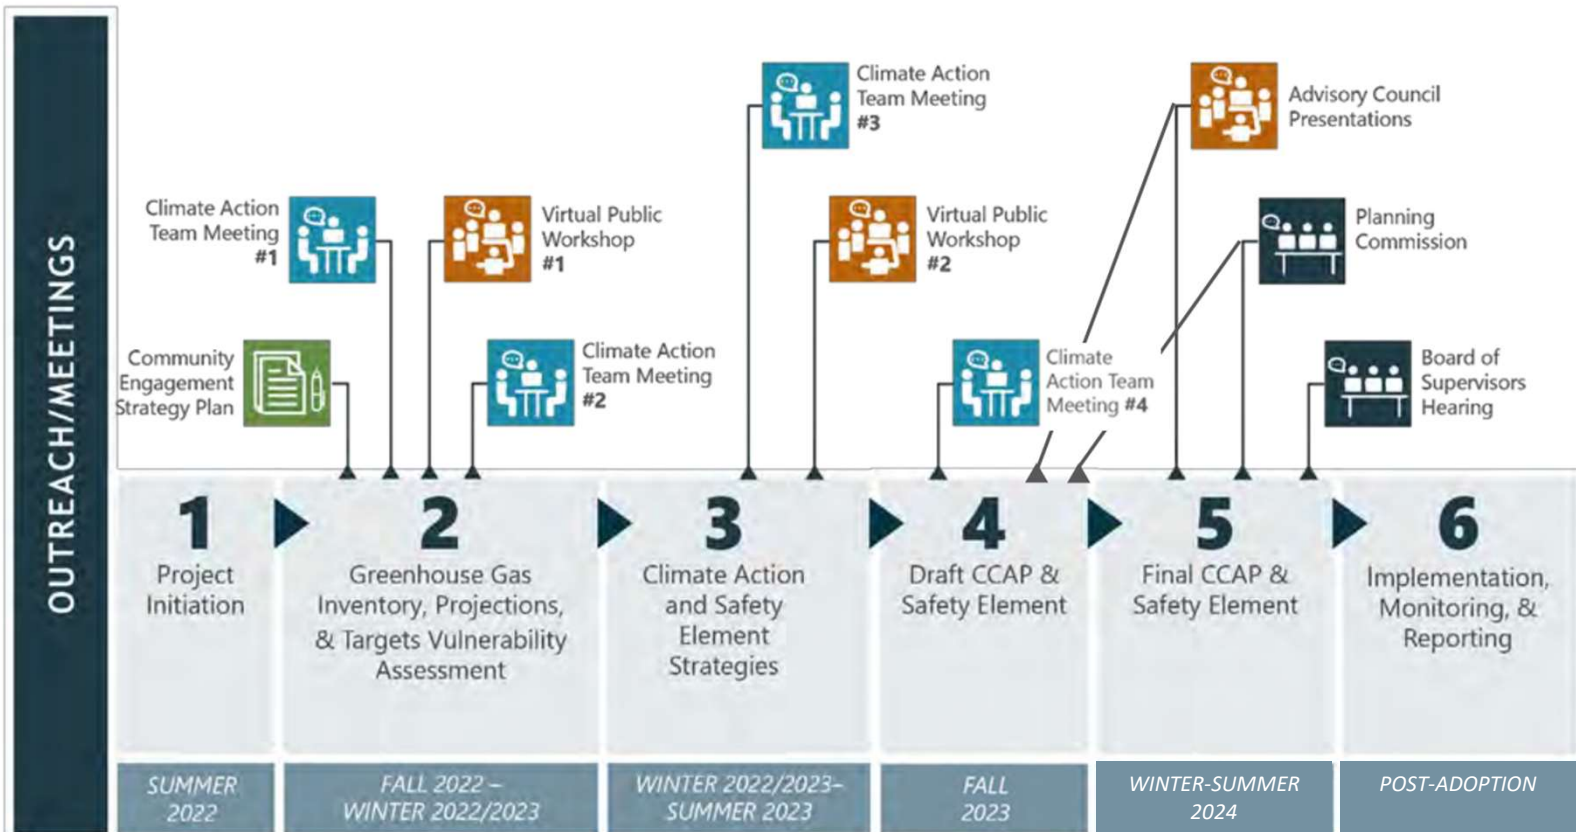 OUTREACH/MEETINGS
Climate Action
Team Meeting
#1
Virtual Public
Workshop
#1
Community
Engagement
Strategy Plan
Climate Action
Team Meeting
#2
Climate Action
Team Meeting
#3
Virtual Public
Workshop
#2
Climate
Action Team
Meeting #4
Advisory Council
Presentations
Planning
Commission
Board of
Supervisors
Hearing
1
Project
Initiation
SUMMER
2022
2
Greenhouse Gas
Inventory, Projections,
& Targets Vulnerability
Assessment
FALL 2022 –
WINTER 2022/2023
3
Climate Action
and Safety
Element
Strategies
WINTER 2022/2023–
SUMMER 2023
4
Draft CCAP &
Safety Element
FALL
2023
5
Final CCAP &
Safety Element
WINTER-SUMMER
2024
6
Implementation,
Monitoring, &
Reporting
POST-ADOPTION